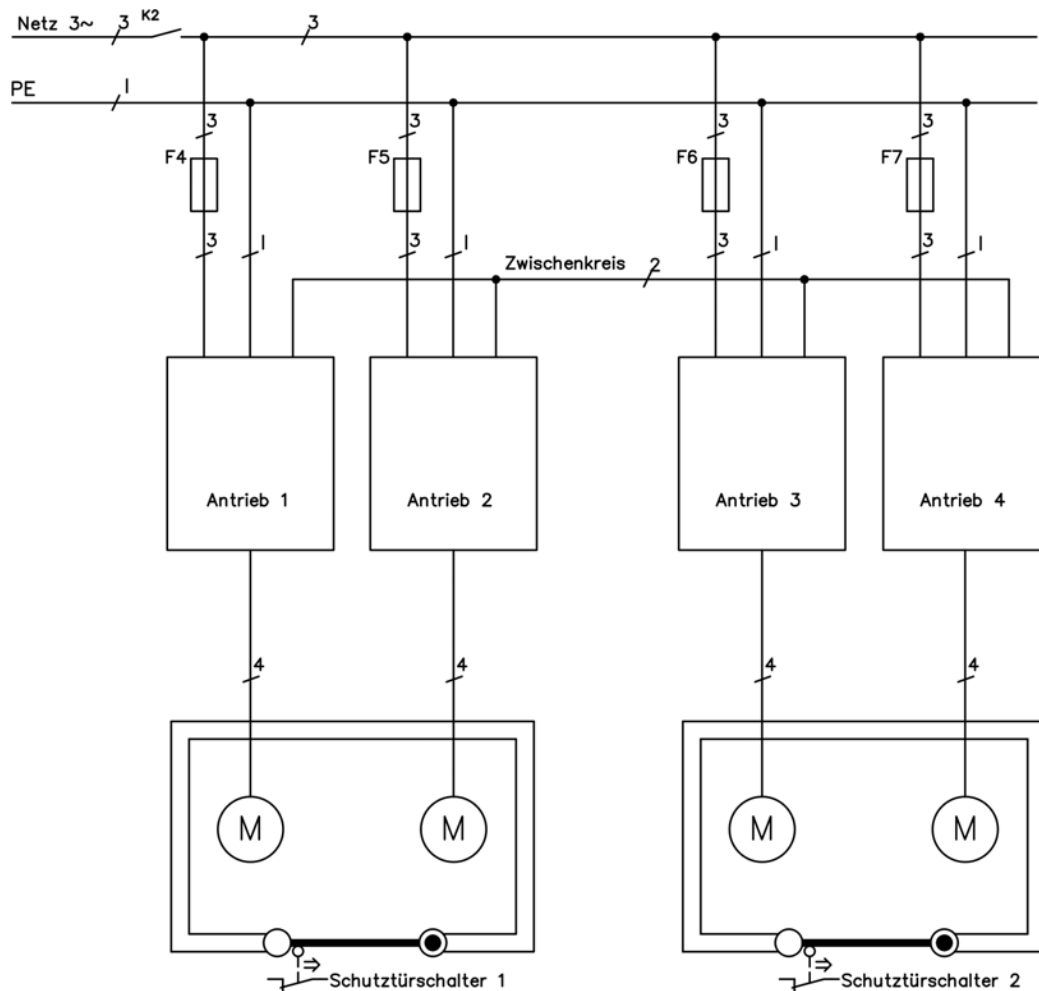 Netz 3~ 3 K2 3
PE 1
3 3 3 3
F4 F5 F6 F7
3 1 3 1 3 1 3 1
Zwischenkreis 2
Antrieb 1 Antrieb 2 Antrieb 3 Antrieb 4
4 4 4 4
M M M M
Schutztürschalter 1 Schutztürschalter 2